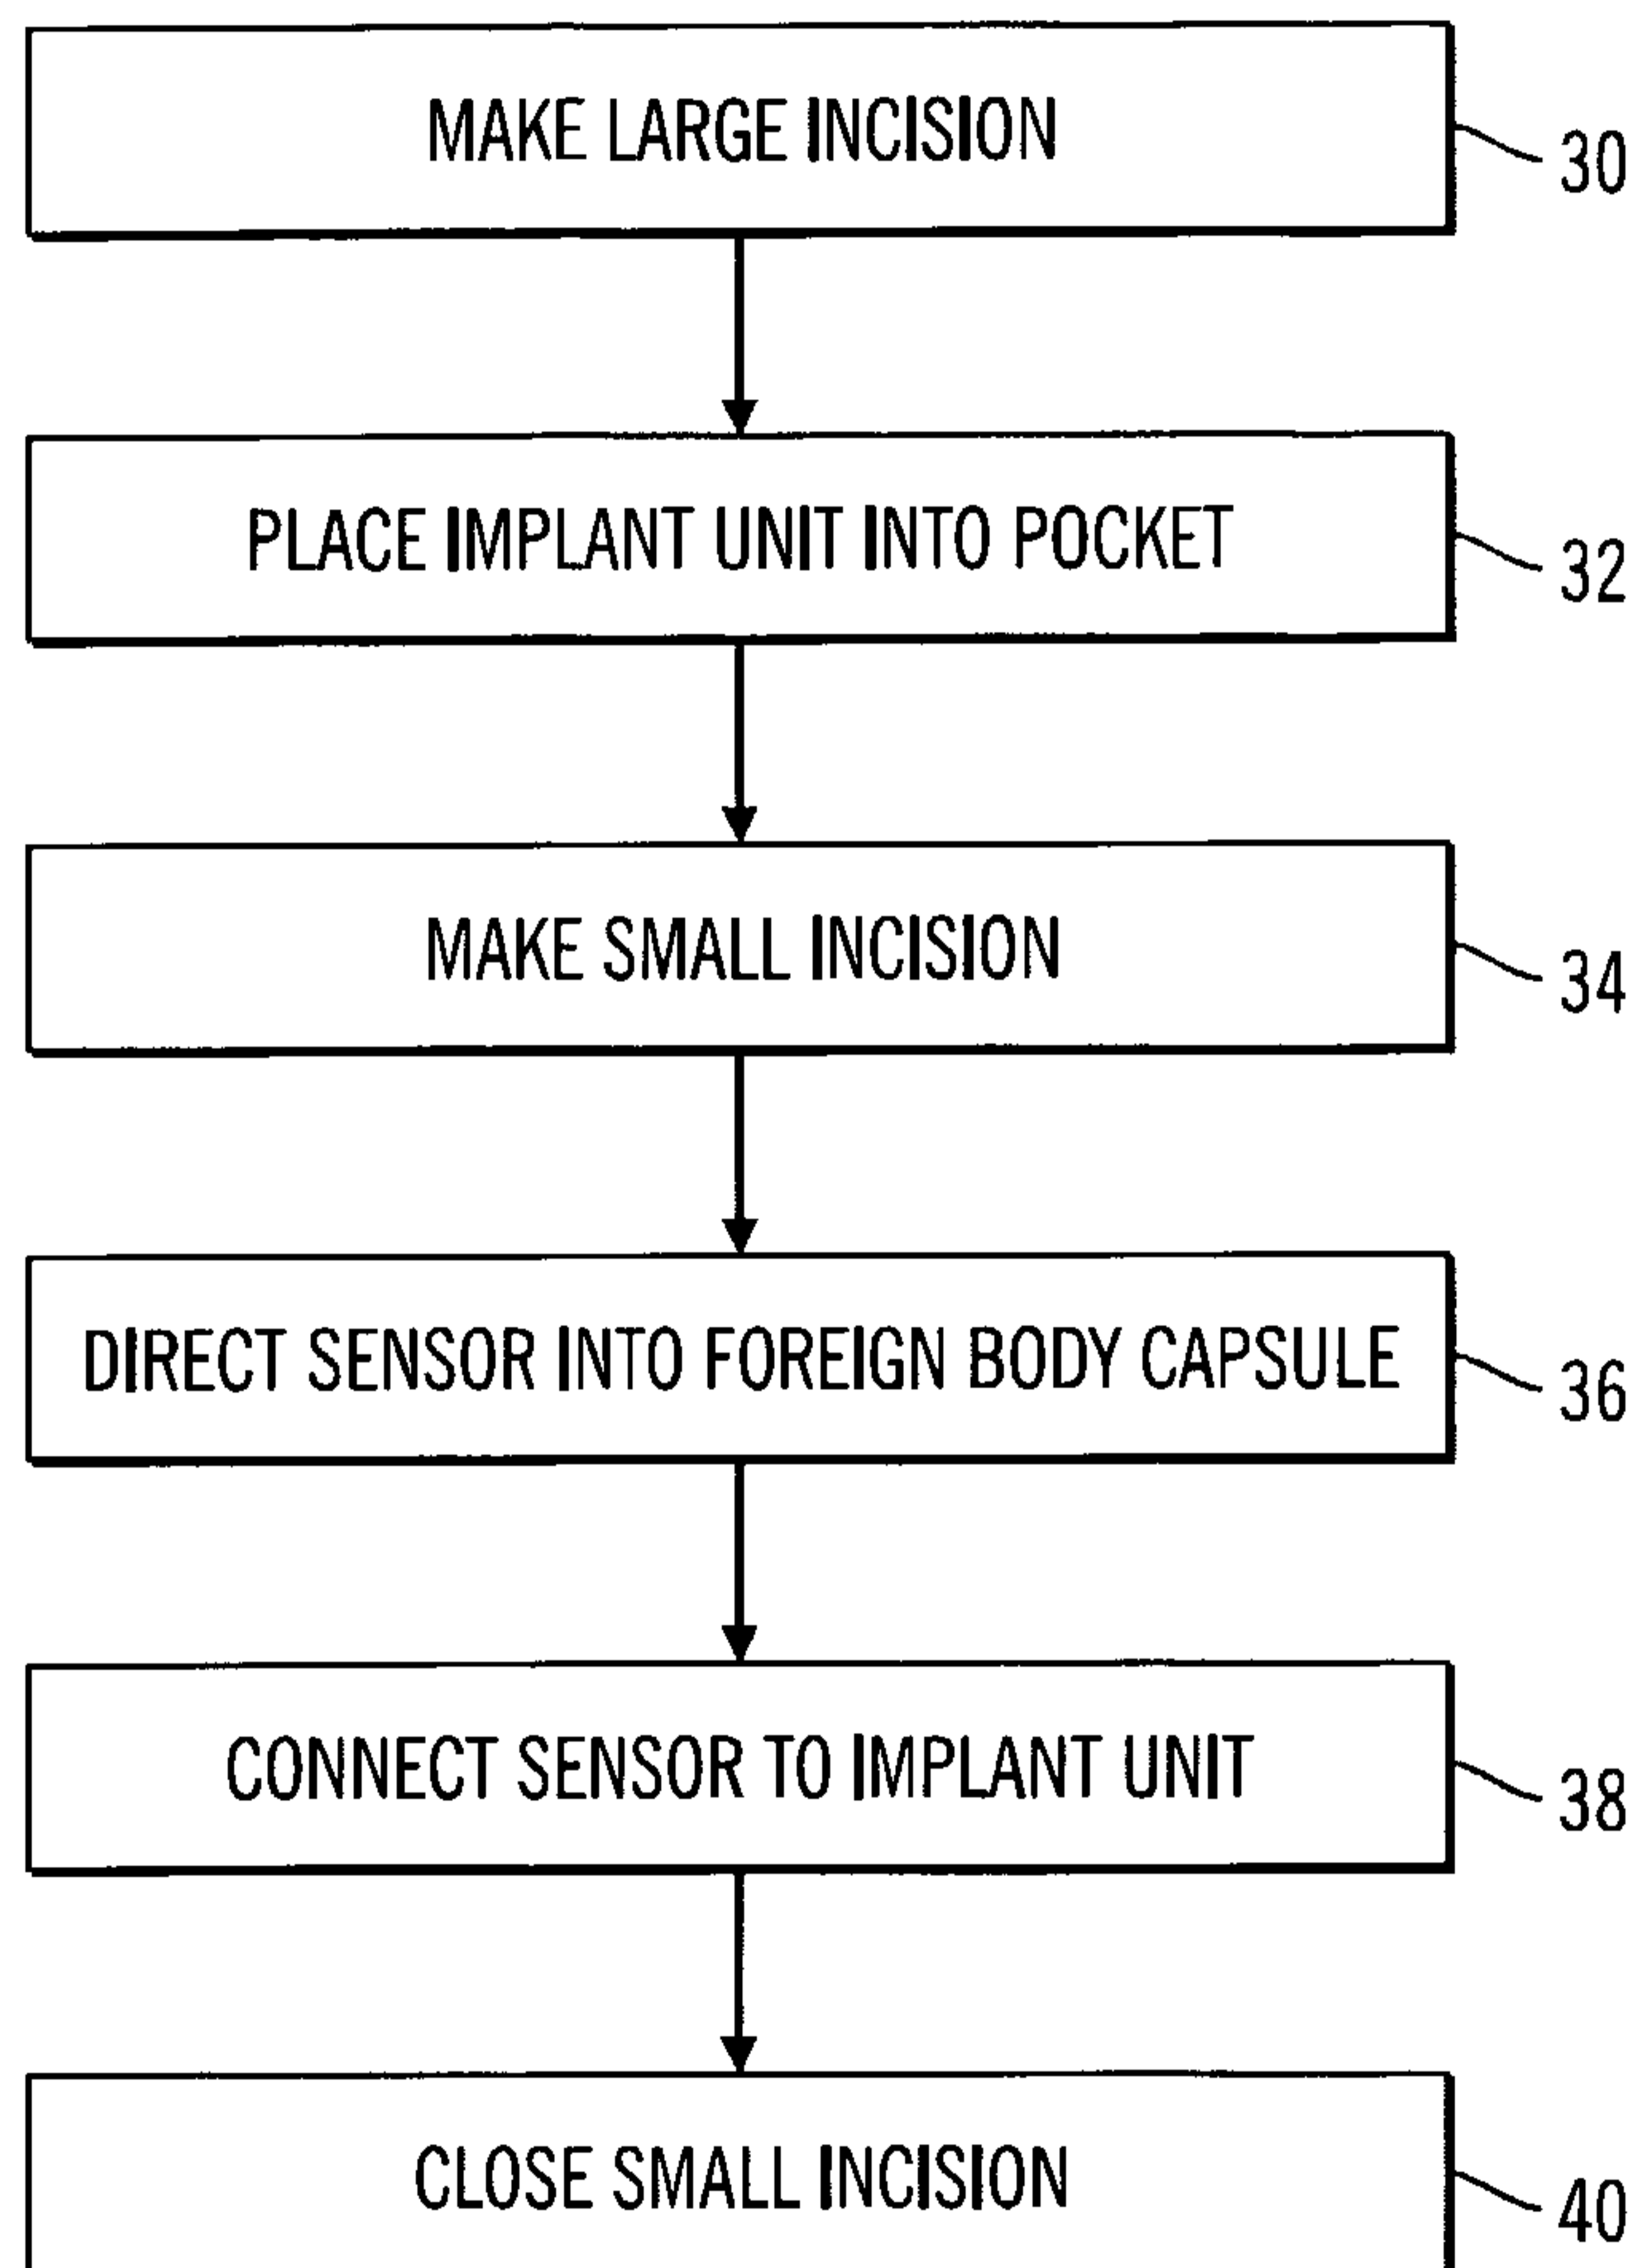 MAKE LARGE INCISION
30
PLACE IMPLANT UNIT INTO POCKET
32
MAKE SMALL INCISION
34
DIRECT SENSOR INTO FOREIGN BODY CAPSULE
36
CONNECT SENSOR TO IMPLANT UNIT
38
CLOSE SMALL INCISION
40